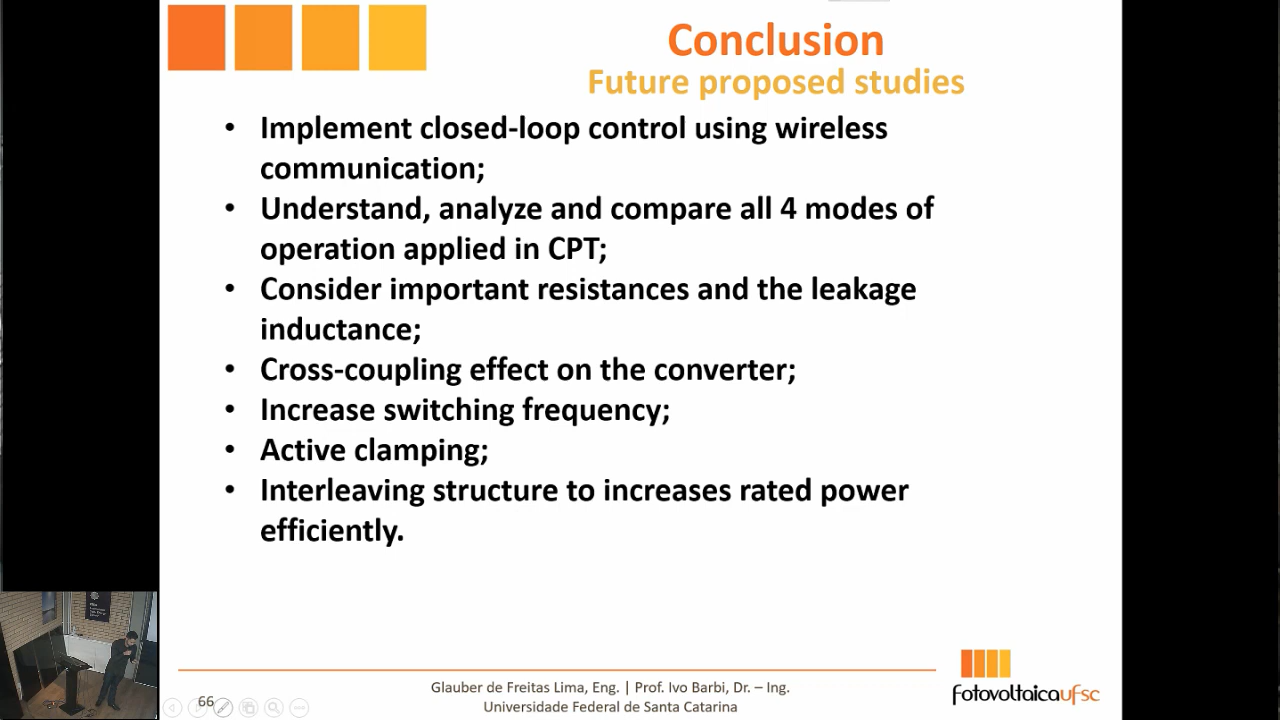 Conclusion
Future proposed studies
• Implement closed-loop control using wireless
communication;
• Understand, analyze and compare all 4 modes of
operation applied in CPT;
• Consider important resistances and the leakage
inductance;
• Cross-coupling effect on the converter;
• Increase switching frequency;
• Active clamping;
• Interleaving structure to increases rated power
efficiently.
66
Glauber de Freitas Lima, Eng. | Prof. Ivo Barbi, Dr. – Ing.
Universidade Federal de Santa Catarina
fotovoltaicaufsc